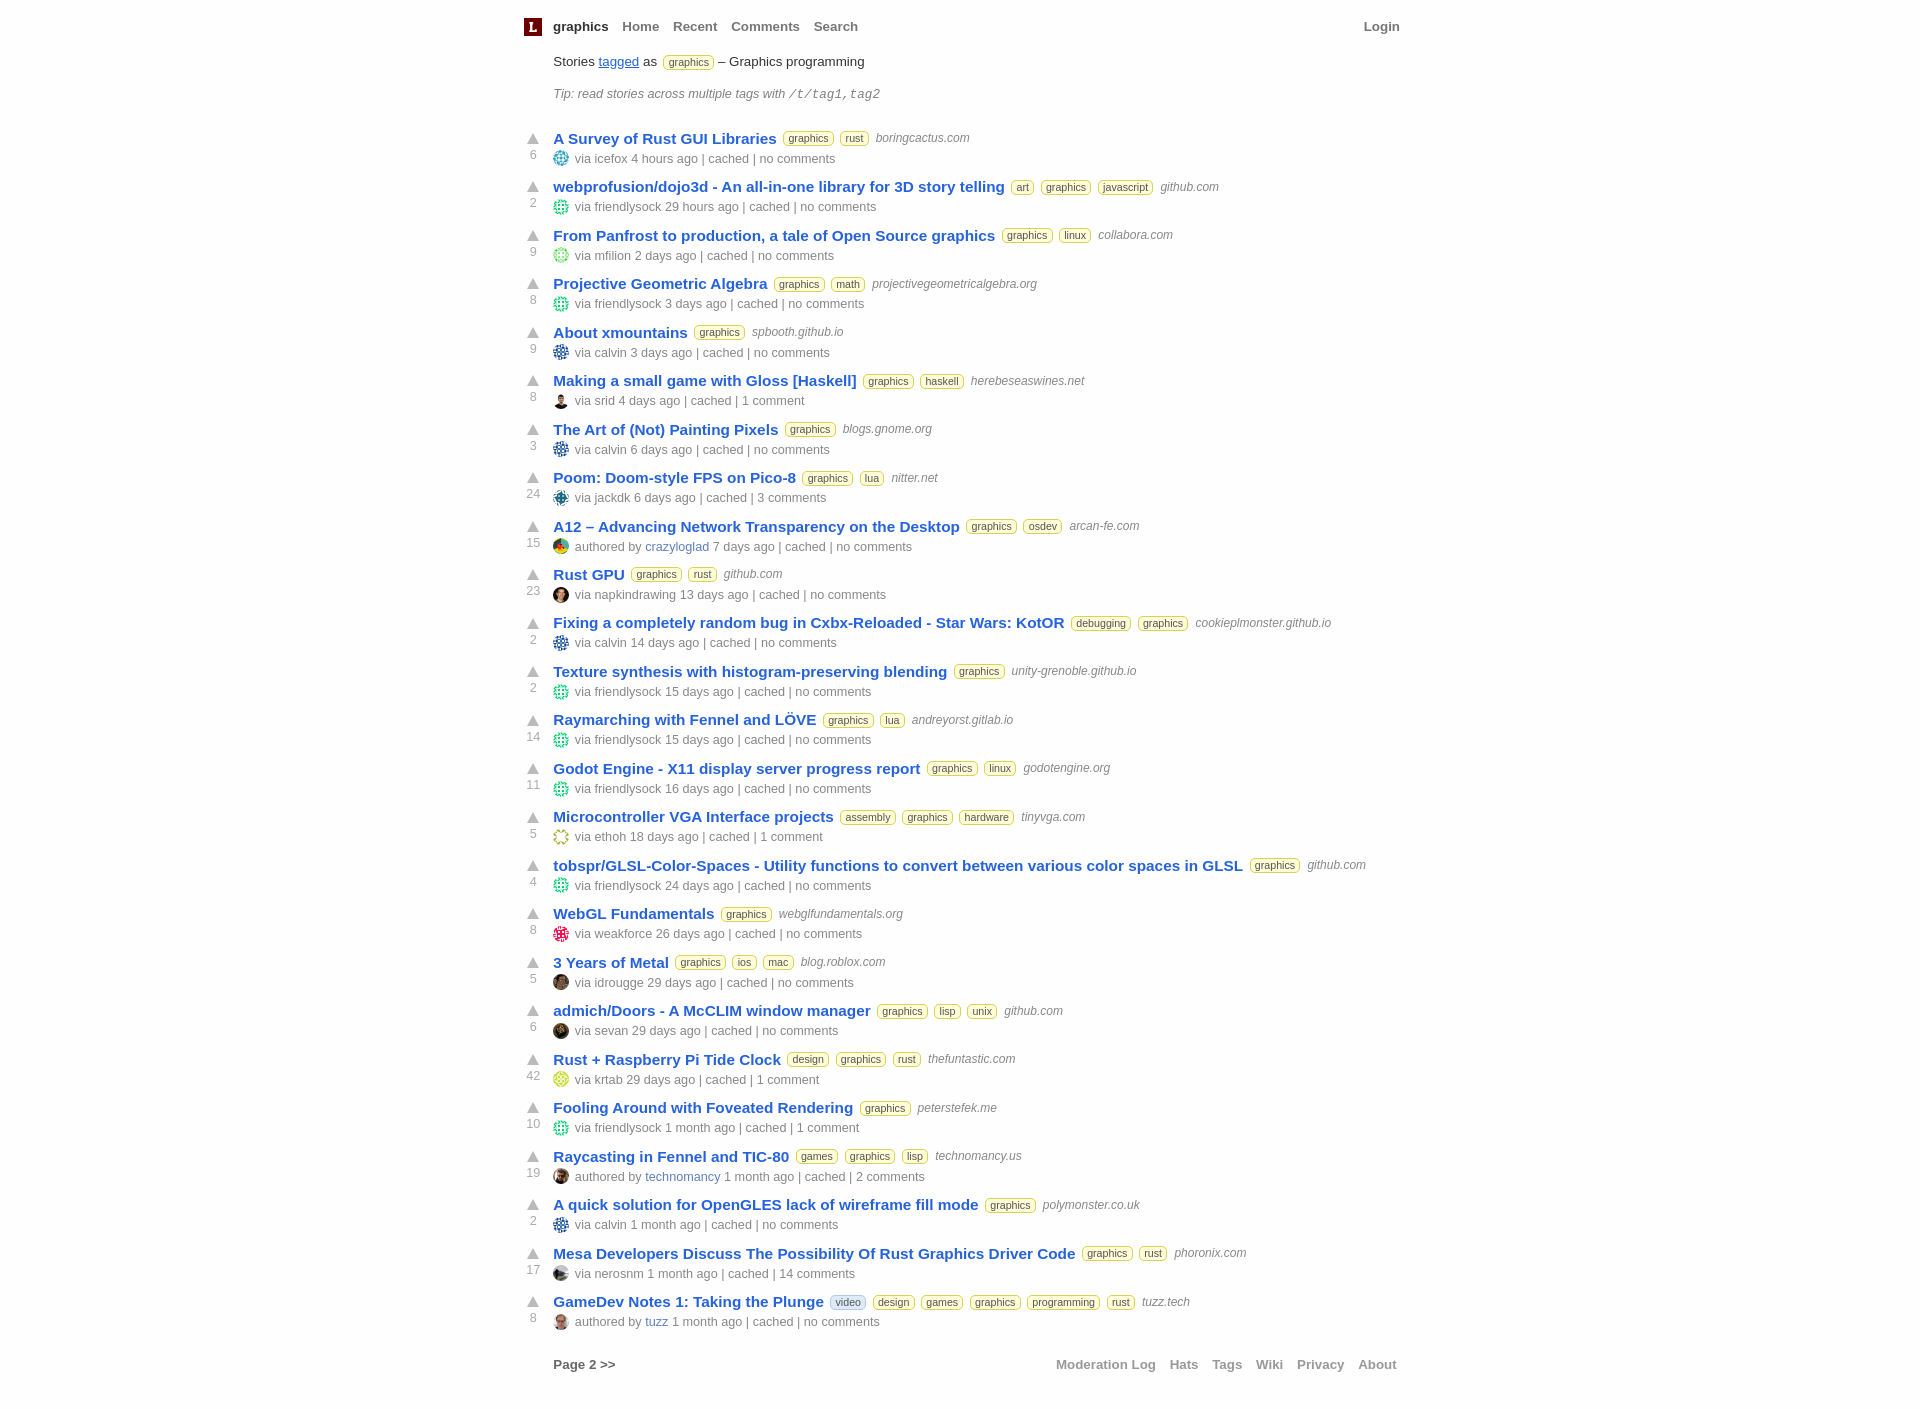 L graphics Home Recent Comments Search Login
Stories tagged as graphics – Graphics programming
Tip: read stories across multiple tags with /t/tag1,tag2
A Survey of Rust GUI Libraries graphics rust boringcactus.com
6 via icefox 4 hours ago | cached | no comments
webprofusion/dojo3d - An all-in-one library for 3D story telling art graphics javascript github.com
2 via friendlysock 29 hours ago | cached | no comments
From Panfrost to production, a tale of Open Source graphics graphics linux collabora.com
9 via mfilion 2 days ago | cached | no comments
Projective Geometric Algebra graphics math projectivegeometricalgebra.org
8 via friendlysock 3 days ago | cached | no comments
About xmountains graphics spbooth.github.io
9 via calvin 3 days ago | cached | no comments
Making a small game with Gloss [Haskell] graphics haskell herebeseaswines.net
8 via srid 4 days ago | cached | 1 comment
The Art of (Not) Painting Pixels graphics blogs.gnome.org
3 via calvin 6 days ago | cached | no comments
Poom: Doom-style FPS on Pico-8 graphics lua nitter.net
24 via jackdk 6 days ago | cached | 3 comments
A12 – Advancing Network Transparency on the Desktop graphics osdev arcan-fe.com
15 authored by crazyloglad 7 days ago | cached | no comments
Rust GPU graphics rust github.com
23 via napkindrawing 13 days ago | cached | no comments
Fixing a completely random bug in Cxbx-Reloaded - Star Wars: KotOR debugging graphics cookieplmonster.github.io
2 via calvin 14 days ago | cached | no comments
Texture synthesis with histogram-preserving blending graphics unity-grenoble.github.io
2 via friendlysock 15 days ago | cached | no comments
Raymarching with Fennel and LÖVE graphics lua andreyorst.gitlab.io
14 via friendlysock 15 days ago | cached | no comments
Godot Engine - X11 display server progress report graphics linux godotengine.org
11 via friendlysock 16 days ago | cached | no comments
Microcontroller VGA Interface projects assembly graphics hardware tinyvga.com
5 via ethoh 18 days ago | cached | 1 comment
tobspr/GLSL-Color-Spaces - Utility functions to convert between various color spaces in GLSL graphics github.com
4 via friendlysock 24 days ago | cached | no comments
WebGL Fundamentals graphics webglfundamentals.org
8 via weakforce 26 days ago | cached | no comments
3 Years of Metal graphics ios mac blog.roblox.com
5 via idrougge 29 days ago | cached | no comments
admich/Doors - A McCLIM window manager graphics lisp unix github.com
6 via sevan 29 days ago | cached | no comments
Rust + Raspberry Pi Tide Clock design graphics rust thefuntastic.com
42 via krtab 29 days ago | cached | 1 comment
Fooling Around with Foveated Rendering graphics peterstefek.me
10 via friendlysock 1 month ago | cached | 1 comment
Raycasting in Fennel and TIC-80 games graphics lisp technomancy.us
19 authored by technomancy 1 month ago | cached | 2 comments
A quick solution for OpenGLES lack of wireframe fill mode graphics polymonster.co.uk
2 via calvin 1 month ago | cached | no comments
Mesa Developers Discuss The Possibility Of Rust Graphics Driver Code graphics rust phoronix.com
17 via nerosnm 1 month ago | cached | 14 comments
GameDev Notes 1: Taking the Plunge video design games graphics programming rust tuzz.tech
8 authored by tuzz 1 month ago | cached | no comments
Page 2 >> Moderation Log Hats Tags Wiki Privacy About